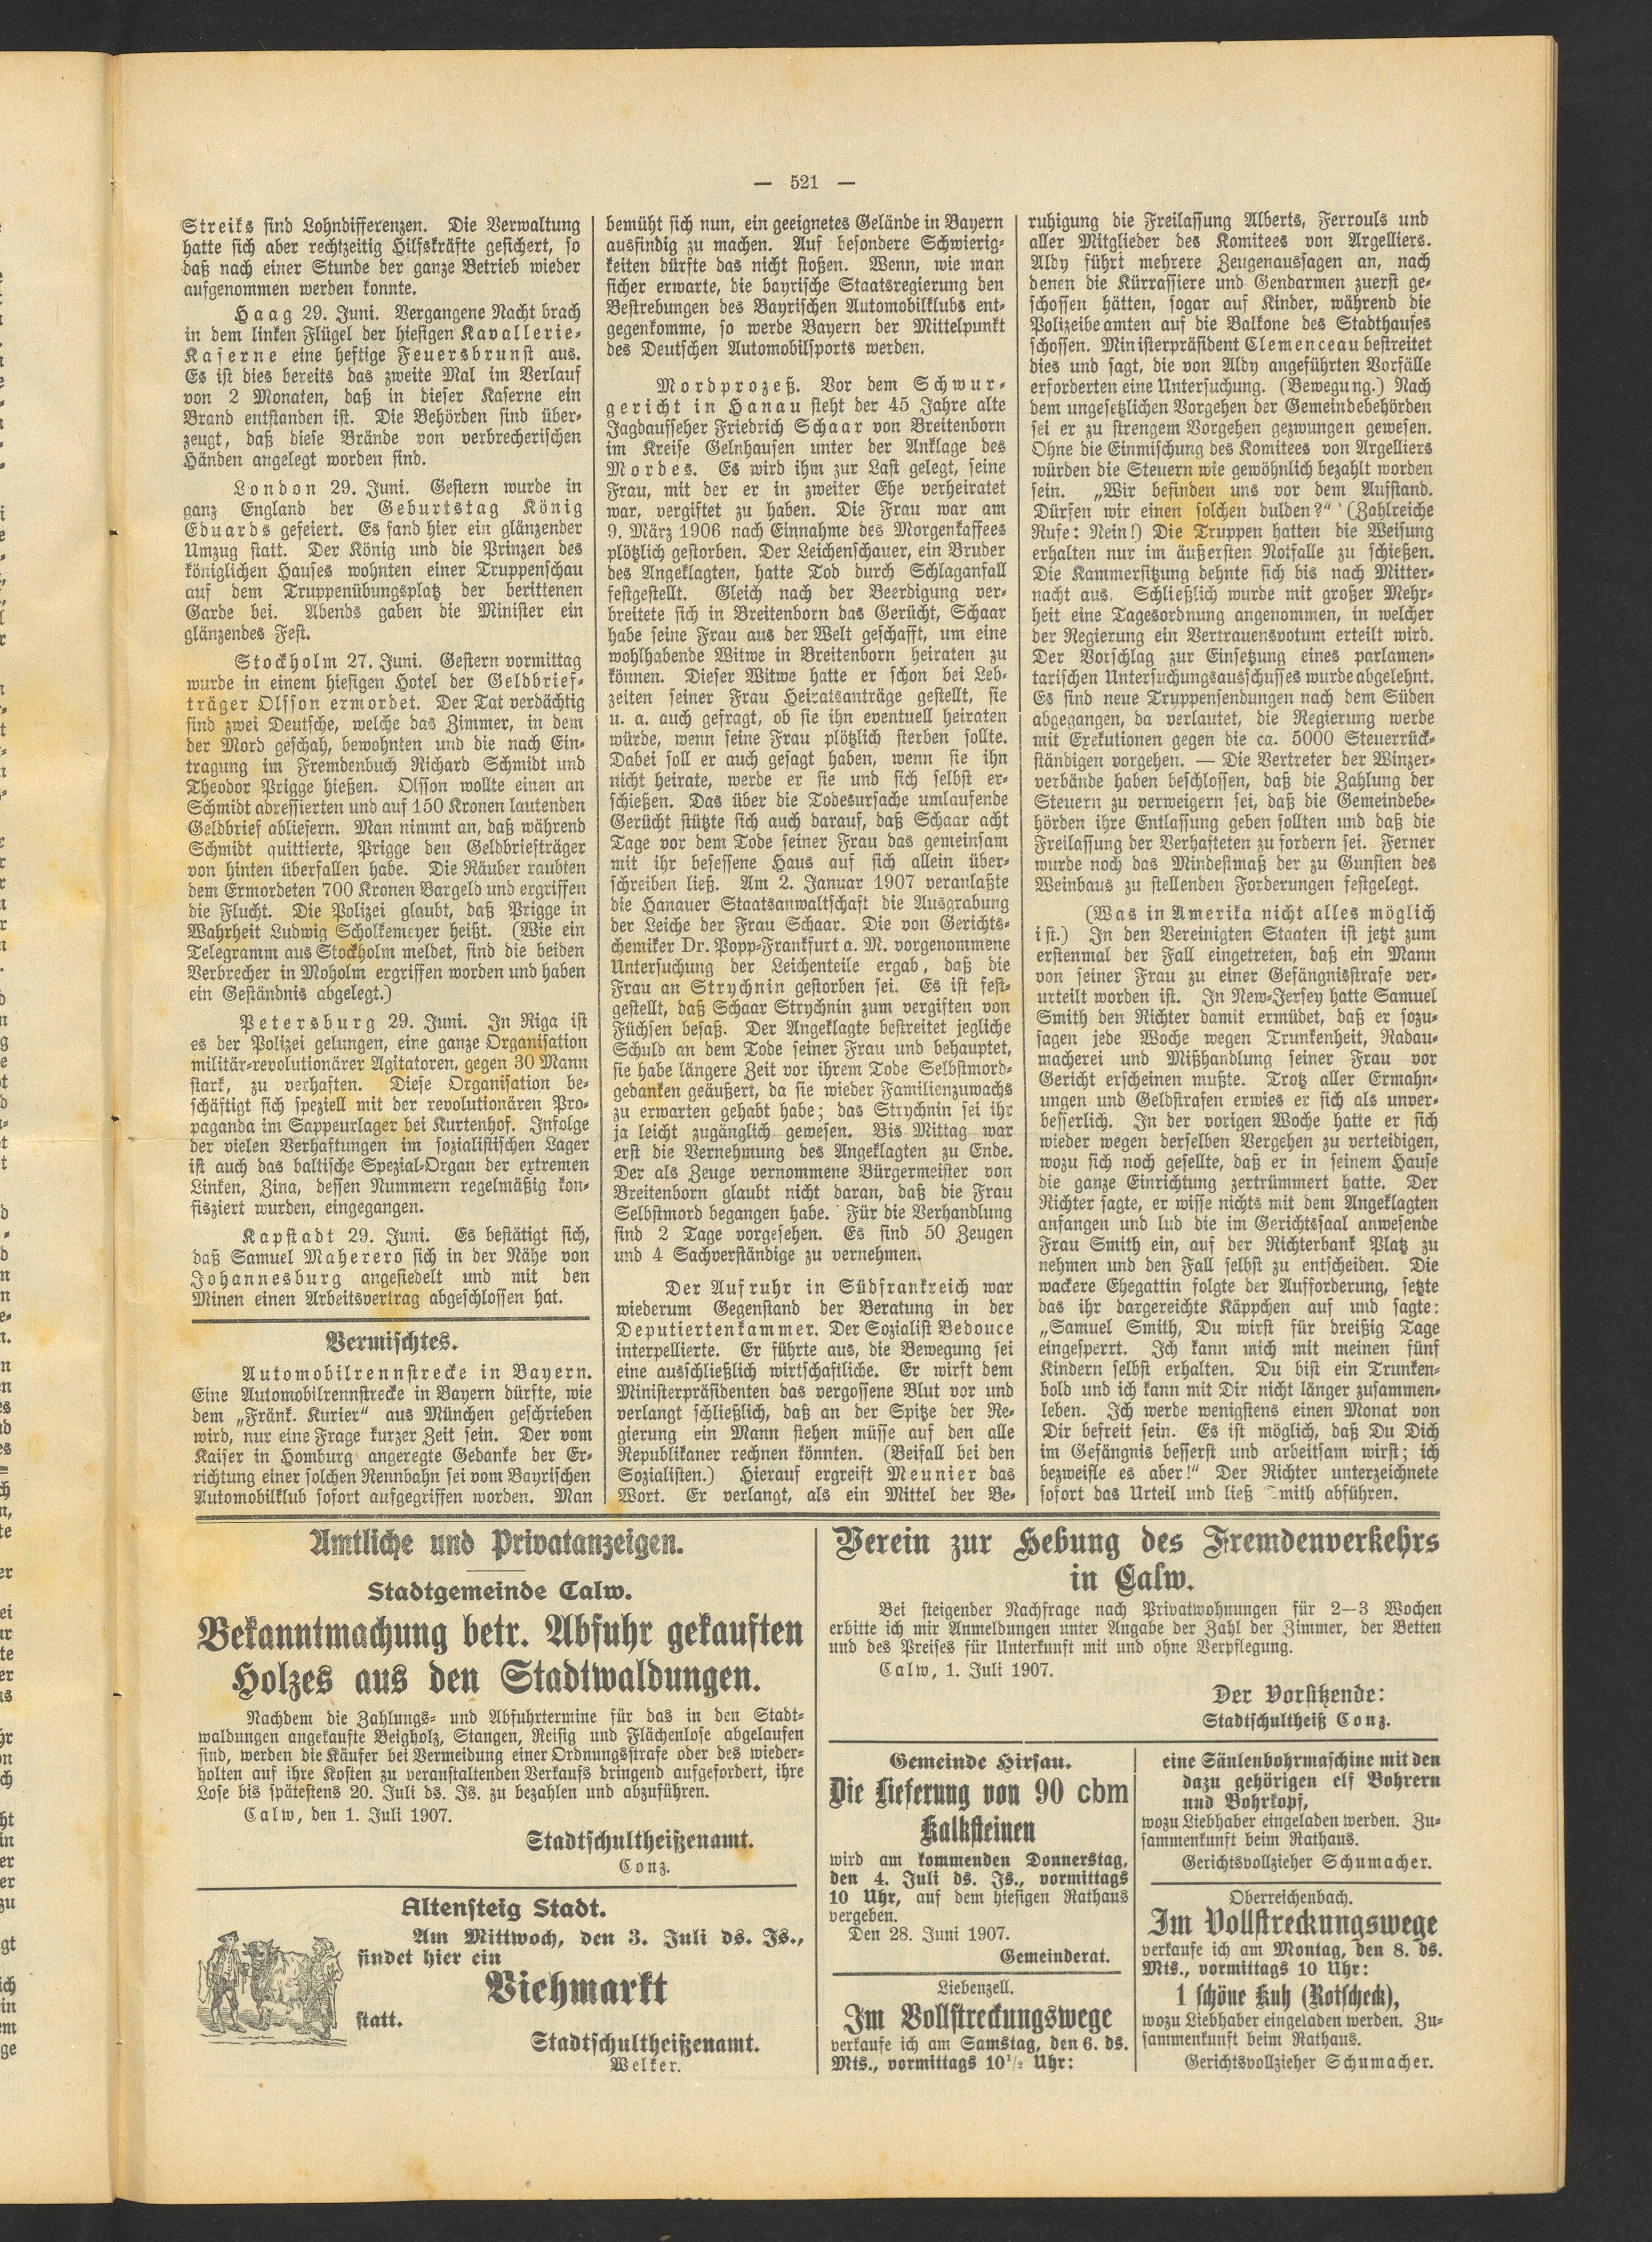 — 521 —
Streiks sind Lohndifferenzen. Die Verwaltung
hatte sich aber rechtzeitig Hilfskräfte gesichert, so
daß nach einer Stunde der ganze Betrieb wieder
aufgenommen werden konnte.
Haag 29. Juni. Vergangene Nacht brach
in dem linken Flügel der hiesigen Kavallerie-
Kaserne eine heftige Feuersbrunst aus.
Es ist dies bereits das zweite Mal im Verlauf
von 2 Monaten, daß in dieser Kaserne ein
Brand entstanden ist. Die Behörden sind über-
zeugt, daß diese Brände von verbrecherischen
Händen angelegt worden sind.
London 29. Juni. Gestern wurde in
ganz England der Geburtstag König
Eduards gefeiert. Es fand hier ein glänzender
Umzug statt. Der König und die Prinzen des
königlichen Hauses wohnten einer Truppenschau
auf dem Truppenübungsplatz der berittenen
Garde bei. Abends gaben die Minister ein
glänzendes Fest.
Stockholm 27. Juni. Gestern vormittag
wurde in einem hiesigen Hotel der Geldbrief-
träger Olsson ermordet. Der Tat verdächtig
sind zwei Deutsche, welche das Zimmer, in dem
der Mord geschah, bewohnten und die nach Ein-
tragung im Fremdenbuch Richard Schmidt und
Theodor Prigge hießen. Olsson wollte einen an
Schmidt adressierten und auf 150 Kronen lautenden
Geldbrief abliefern. Man nimmt an, daß während
Schmidt quittierte, Prigge den Geldbriefträger
von hinten überfallen habe. Die Räuber raubten
dem Ermordeten 700 Kronen Bargeld und ergriffen
die Flucht. Die Polizei glaubt, daß Prigge in
Wahrheit Ludwig Scholkemeyer heißt. (Wie ein
Telegramm aus Stockholm meldet, sind die beiden
Verbrecher in Moholm ergriffen worden und haben
ein Geständnis abgelegt.)
Petersburg 29. Juni. In Riga ist
es der Polizei gelungen, eine ganze Organisation
militär-revolutionärer Agitatoren, gegen 30 Mann
stark, zu verhaften. Diese Organisation be-
schäftigt sich speziell mit der revolutionären Pro-
paganda im Sappeurlager bei Kurtenhof. Infolge
der vielen Verhaftungen im sozialistischen Lager
ist auch das baltische Spezial-Organ der extremen
Linken, Zina, dessen Nummern regelmäßig kon-
fisziert wurden, eingegangen.
Kapstadt 29. Juni. Es bestätigt sich,
daß Samuel Maherero sich in der Nähe von
Johannesburg angesiedelt und mit den
Minen einen Arbeitsvertrag abgeschlossen hat.
Vermischtes.
Automobilrennstrecke in Bayern.
Eine Automobilrennstrecke in Bayern dürfte, wie
dem „Fränk. Kurier“ aus München geschrieben
wird, nur eine Frage kurzer Zeit sein. Der vom
Kaiser in Homburg angeregte Gedanke der Er-
richtung einer solchen Rennbahn sei vom Bayrischen
Automobilklub sofort aufgegriffen worden. Man
bemüht sich nun, ein geeignetes Gelände in Bayern
ausfindig zu machen. Auf besondere Schwierig-
keiten dürfte das nicht stoßen. Wenn, wie man
sicher erwarte, die bayrische Staatsregierung den
Bestrebungen des Bayrischen Automobilklubs ent-
gegenkomme, so werde Bayern der Mittelpunkt
des Deutschen Automobilsports werden.
Mordprozeß. Vor dem Schwur-
gericht in Hanau steht der 45 Jahre alte
Jagdaufseher Friedrich Schaar von Breitenborn
im Kreise Gelnhausen unter der Anklage des
Mordes. Es wird ihm zur Last gelegt, seine
Frau, mit der er in zweiter Ehe verheiratet
war, vergiftet zu haben. Die Frau war am
9. März 1906 nach Einnahme des Morgenkaffees
plötzlich gestorben. Der Leichenschauer, ein Bruder
des Angeklagten, hatte Tod durch Schlaganfall
festgestellt. Gleich nach der Beerdigung ver-
breitete sich in Breitenborn das Gerücht, Schaar
habe seine Frau aus der Welt geschafft, um eine
wohlhabende Witwe in Breitenborn heiraten zu
können. Dieser Witwe hatte er schon bei Leb-
zeiten seiner Frau Heiratsanträge gestellt, sie
u. a. auch gefragt, ob sie ihn eventuell heiraten
würde, wenn seine Frau plötzlich sterben sollte.
Dabei soll er auch gesagt haben, wenn sie ihn
nicht heirate, werde er sie und sich selbst er-
schießen. Das über die Todesursache umlaufende
Gerücht stützte sich auch darauf, daß Schaar acht
Tage vor dem Tode seiner Frau das gemeinsam
mit ihr besessene Haus auf sich allein über-
schreiben ließ. Am 2. Januar 1907 veranlaßte
die Hanauer Staatsanwaltschaft die Ausgrabung
der Leiche der Frau Schaar. Die von Gerichts-
chemiker Dr. Popp-Frankfurt a. M. vorgenommene
Untersuchung der Leichenteile ergab, daß die
Frau an Strychnin gestorben sei. Es ist fest-
gestellt, daß Schaar Strychnin zum vergiften von
Füchsen besaß. Der Angeklagte bestreitet jegliche
Schuld an dem Tode seiner Frau und behauptet,
sie habe längere Zeit vor ihrem Tode Selbstmord-
gedanken geäußert, da sie wieder Familienzuwachs
zu erwarten gehabt habe; das Strychnin sei ihr
ja leicht zugänglich gewesen. Bis Mittag war
erst die Vernehmung des Angeklagten zu Ende.
Der als Zeuge vernommene Bürgermeister von
Breitenborn glaubt nicht daran, daß die Frau
Selbstmord begangen habe. Für die Verhandlung
sind 2 Tage vorgesehen. Es sind 50 Zeugen
und 4 Sachverständige zu vernehmen.
Der Aufruhr in Südfrankreich war
wiederum Gegenstand der Beratung in der
Deputiertenkammer. Der Sozialist Bedouce
interpellierte. Er führte aus, die Bewegung sei
eine ausschließlich wirtschaftliche. Er wirft dem
Ministerpräsidenten das vergossene Blut vor und
verlangt schließlich, daß an der Spitze der Re-
gierung ein Mann stehen müsse auf den alle
Republikaner rechnen könnten. (Beifall bei den
Sozialisten.) Hierauf ergreift Meunier das
Wort. Er verlangt, als ein Mittel der Be-
ruhigung die Freilassung Alberts, Ferrouls und
aller Mitglieder des Komitees von Argelliers.
Aldy führt mehrere Zeugenaussagen an, nach
denen die Kürrassiere und Gendarmen zuerst ge-
schossen hätten, sogar auf Kinder, während die
Polizeibeamten auf die Balkone des Stadthauses
schossen. Ministerpräsident Clemenceau bestreitet
dies und sagt, die von Aldy angeführten Vorfälle
erforderten eine Untersuchung. (Bewegung.) Nach
dem ungesetzlichen Vorgehen der Gemeindebehörden
sei er zu strengem Vorgehen gezwungen gewesen.
Ohne die Einmischung des Komitees von Argelliers
würden die Steuern wie gewöhnlich bezahlt worden
sein. „Wir befinden uns vor dem Aufstand.
Dürfen wir einen solchen dulden?“ (Zahlreiche
Rufe: Nein!) Die Truppen hatten die Weisung
erhalten nur im äußersten Notfalle zu schießen.
Die Kammersitzung dehnte sich bis nach Mitter-
nacht aus. Schließlich wurde mit großer Mehr-
heit eine Tagesordnung angenommen, in welcher
der Regierung ein Vertrauensvotum erteilt wird.
Der Vorschlag zur Einsetzung eines parlamen-
tarischen Untersuchungsausschusses wurde abgelehnt.
Es sind neue Truppensendungen nach dem Süden
abgegangen, da verlautet, die Regierung werde
mit Exekutionen gegen die ca. 5000 Steuerrück-
ständigen vorgehen. — Die Vertreter der Winzer-
verbände haben beschlossen, daß die Zahlung der
Steuern zu verweigern sei, daß die Gemeindebe-
hörden ihre Entlassung geben sollten und daß die
Freilassung der Verhafteten zu fordern sei. Ferner
wurde noch das Mindestmaß der zu Gunsten des
Weinbaus zu stellenden Forderungen festgelegt.
(Was in Amerika nicht alles möglich
ist.) In den Vereinigten Staaten ist jetzt zum
erstenmal der Fall eingetreten, daß ein Mann
von seiner Frau zu einer Gefängnisstrafe ver-
urteilt worden ist. In New-Jersey hatte Samuel
Smith den Richter damit ermüdet, daß er sozu-
sagen jede Woche wegen Trunkenheit, Radau-
macherei und Mißhandlung seiner Frau vor
Gericht erscheinen mußte. Trotz aller Ermahn-
ungen und Geldstrafen erwies er sich als unver-
besserlich. In der vorigen Woche hatte er sich
wieder wegen derselben Vergehen zu verteidigen,
wozu sich noch gesellte, daß er in seinem Hause
die ganze Einrichtung zertrümmert hatte. Der
Richter sagte, er wisse nichts mit dem Angeklagten
anfangen und lud die im Gerichtssaal anwesende
Frau Smith ein, auf der Richterbank Platz zu
nehmen und den Fall selbst zu entscheiden. Die
wackere Ehegattin folgte der Aufforderung, setzte
das ihr dargereichte Käppchen auf und sagte:
„Samuel Smith, Du wirst für dreißig Tage
eingesperrt. Ich kann mich mit meinen fünf
Kindern selbst erhalten. Du bist ein Trunken-
bold und ich kann mit Dir nicht länger zusammen-
leben. Ich werde wenigstens einen Monat von
Dir befreit sein. Es ist möglich, daß Du Dich
im Gefängnis besserst und arbeitsam wirst; ich
bezweifle es aber!“ Der Richter unterzeichnete
sofort das Urteil und ließ Smith abführen.
Amtliche und Privatanzeigen.
Stadtgemeinde Calw.
Bekanntmachung betr. Abfuhr gekauften
Holzes aus den Stadtwaldungen.
Nachdem die Zahlungs- und Abfuhrtermine für das in den Stadt-
waldungen angekaufte Beigholz, Stangen, Reisig und Flächenlose abgelaufen
sind, werden die Käufer bei Vermeidung einer Ordnungsstrafe oder des wieder-
holten auf ihre Kosten zu veranstaltenden Verkaufs dringend aufgefordert, ihre
Lose bis spätestens 20. Juli ds. Js. zu bezahlen und abzuführen.
Calw, den 1. Juli 1907.
Stadtschultheißenamt.
Conz.
Altensteig Stadt.
Am Mittwoch, den 3. Juli ds. Js.,
findet hier ein
Viehmarkt
statt.
Stadtschultheißenamt.
Welker.
Verein zur Hebung des Fremdenverkehrs
in Calw.
Bei steigender Nachfrage nach Privatwohnungen für 2—3 Wochen
erbitte ich mir Anmeldungen unter Angabe der Zahl der Zimmer, der Betten
und des Preises für Unterkunft mit und ohne Verpflegung.
Calw, 1. Juli 1907.
Der Vorsitzende:
Stadtschultheiß Conz.
Gemeinde Hirsau.
Die Lieferung von 90 cbm
Kalksteinen
wird am kommenden Donnerstag,
den 4. Juli ds. Js., vormittags
10 Uhr, auf dem hiesigen Rathaus
vergeben.
Den 28. Juni 1907.
Gemeinderat.
Liebenzell.
Im Vollstreckungswege
verkaufe ich am Samstag, den 6. ds.
Mts., vormittags 10½ Uhr:
eine Säulenbohrmaschine mit den
dazu gehörigen elf Bohrern
und Bohrkopf,
wozu Liebhaber eingeladen werden. Zu-
sammenkunft beim Rathaus.
Gerichtsvollzieher Schumacher.
Oberreichenbach.
Im Vollstreckungswege
verkaufe ich am Montag, den 8. ds.
Mts., vormittags 10 Uhr:
1 schöne Kuh (Rotscheck),
wozu Liebhaber eingeladen werden. Zu-
sammenkunft beim Rathaus.
Gerichtsvollzieher Schumacher.